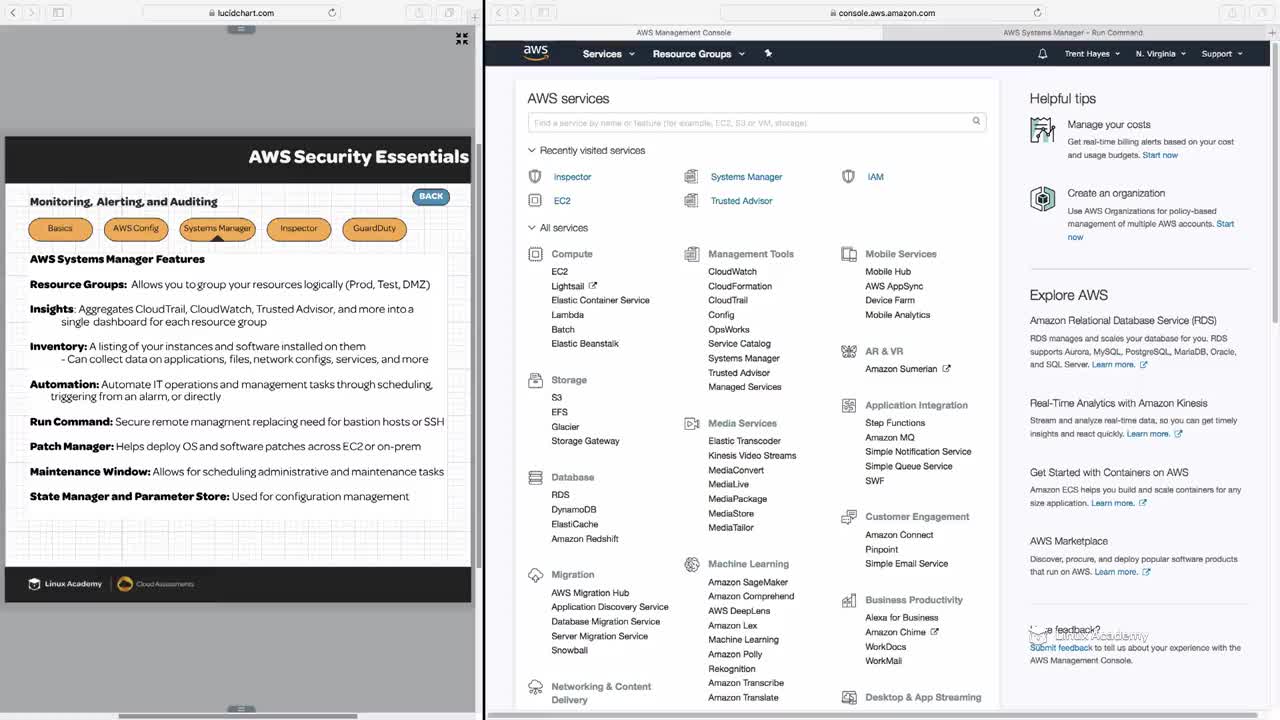 lucidchart.com
console.aws.amazon.com
AWS Management Console
AWS Systems Manager - Run Command
AWS Security Essentials
Monitoring, Alerting, and Auditing
BACK
Basics
AWS Config
Systems Manager
Inspector
GuardDuty
AWS Systems Manager Features
Resource Groups: Allows you to group your resources logically (Prod, Test, DMZ)
Insights: Aggregates CloudTrail, CloudWatch, Trusted Advisor, and more into a
single dashboard for each resource group
Inventory: A listing of your instances and software installed on them
- Can collect data on applications, files, network configs, services, and more
Automation: Automate IT operations and management tasks through scheduling,
triggering from an alarm, or directly
Run Command: Secure remote managment replacing need for bastion hosts or SSH
Patch Manager: Helps deploy OS and software patches across EC2 or on-prem
Maintenance Window: Allows for scheduling administrative and maintenance tasks
State Manager and Parameter Store: Used for configuration management
Linux Academy
Cloud Assessments
aws
Services
Resource Groups
Trent Hayes
N. Virginia
Support
AWS services
Find a service by name or feature (for example, EC2, S3 or VM, storage).
Recently visited services
Inspector
Systems Manager
IAM
EC2
Trusted Advisor
All services
Compute
EC2
Lightsail
Elastic Container Service
Lambda
Batch
Elastic Beanstalk
Storage
S3
EFS
Glacier
Storage Gateway
Database
RDS
DynamoDB
ElastiCache
Amazon Redshift
Migration
AWS Migration Hub
Application Discovery Service
Database Migration Service
Server Migration Service
Snowball
Networking & Content
Delivery
Management Tools
CloudWatch
CloudFormation
CloudTrail
Config
OpsWorks
Service Catalog
Systems Manager
Trusted Advisor
Managed Services
Media Services
Elastic Transcoder
Kinesis Video Streams
MediaConvert
MediaLive
MediaPackage
MediaStore
MediaTailor
Machine Learning
Amazon SageMaker
Amazon Comprehend
AWS DeepLens
Amazon Lex
Machine Learning
Amazon Polly
Rekognition
Amazon Transcribe
Amazon Translate
Mobile Services
Mobile Hub
AWS AppSync
Device Farm
Mobile Analytics
AR & VR
Amazon Sumerian
Application Integration
Step Functions
Amazon MQ
Simple Notification Service
Simple Queue Service
SWF
Customer Engagement
Amazon Connect
Pinpoint
Simple Email Service
Business Productivity
Alexa for Business
Amazon Chime
WorkDocs
WorkMail
Desktop & App Streaming
Helpful tips
Manage your costs
Get real-time billing alerts based on your cost
and usage budgets. Start now
Create an organization
Use AWS Organizations for policy-based
management of multiple AWS accounts. Start
now
Explore AWS
Amazon Relational Database Service (RDS)
RDS manages and scales your database for you. RDS
supports Aurora, MySQL, PostgreSQL, MariaDB, Oracle,
and SQL Server. Learn more.
Real-Time Analytics with Amazon Kinesis
Stream and analyze real-time data, so you can get timely
insights and react quickly. Learn more.
Get Started with Containers on AWS
Amazon ECS helps you build and scale containers for any
size application. Learn more.
AWS Marketplace
Discover, procure, and deploy popular software products
that run on AWS. Learn more.
feedback?
Linux Academy
Submit feedback to tell us about your experience with the
AWS Management Console.